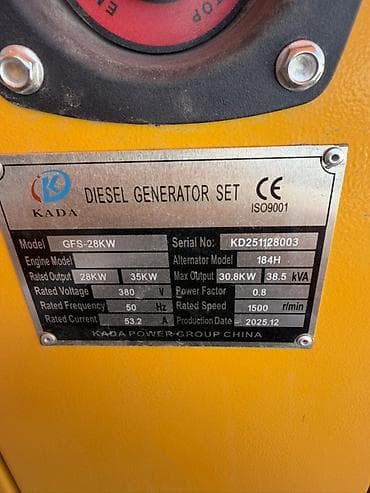 STOP
KADA
DIESEL GENERATOR SET
CE
ISO9001
Model GFS-28KW Serial No: KD251128003
Engine Model Alternator Model 184H
Rated Output 28KW 35KW Max Output 30.8KW 38.5 kVA
Rated Voltage 380 V Power Factor 0.8
Rated Frequency 50 Hz Rated Speed 1500 r/min
Rated Current 53.2 A Production Date 2025.12
KADA POWER GROUP CHINA